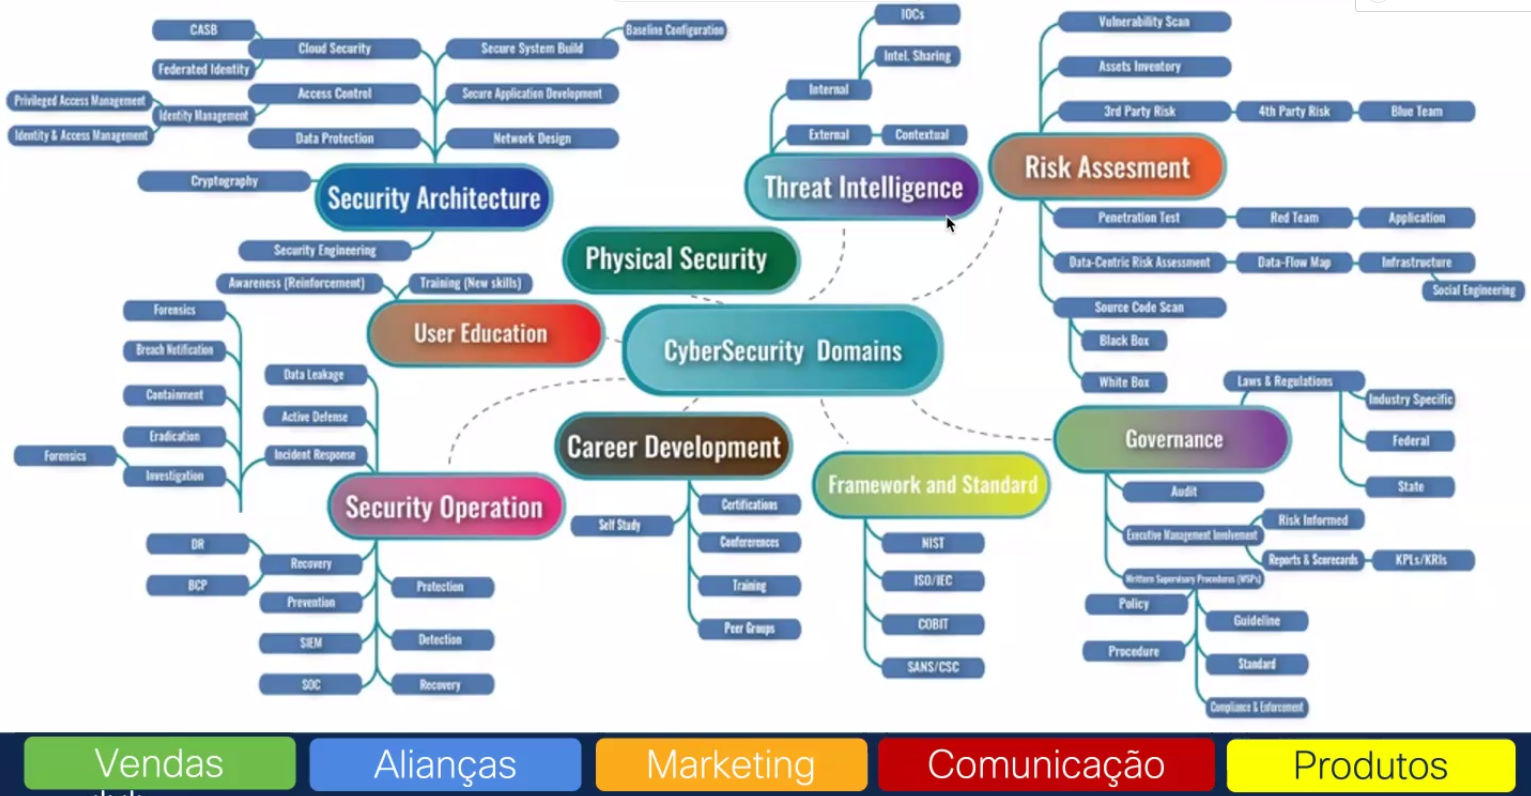 CASB
Cloud Security
Federated Identity
Privileged Access Management
Access Control
Identity Management
Identity & Access Management
Data Protection
Cryptography
Secure System Build
Baseline Configuration
Secure Application Development
Network Design
Security Architecture
Security Engineering
IOCs
Intel. Sharing
Internal
External
Contextual
Threat Intelligence
Vulnerability Scan
Assets Inventory
3rd Party Risk
4th Party Risk
Blue Team
Risk Assesment
Penetration Test
Red Team
Application
Data-Centric Risk Assessment
Data-Flow Map
Infrastructure
Social Engineering
Source Code Scan
Black Box
White Box
Physical Security
Awareness (Reinforcement)
Training (New skills)
User Education
CyberSecurity Domains
Forensics
Breach Notification
Containment
Eradication
Forensics
Investigation
Data Leakage
Active Defense
Incident Response
Security Operation
DR
BCP
Recovery
Prevention
SIEM
SOC
Protection
Detection
Recovery
Career Development
Self Study
Certifications
Confererences
Training
Peer Groups
Framework and Standard
NIST
ISO/IEC
COBIT
SANS/CSC
Laws & Regulations
Industry Specific
Federal
State
Governance
Audit
Executive Management Involvement
Risk Informed
Reports & Scorecards
KPLs/KRIs
Writtern Supervisory Procedures (WSPs)
Policy
Procedure
Guideline
Standard
Compliance & Enforcement
Vendas
Alianças
Marketing
Comunicação
Produtos